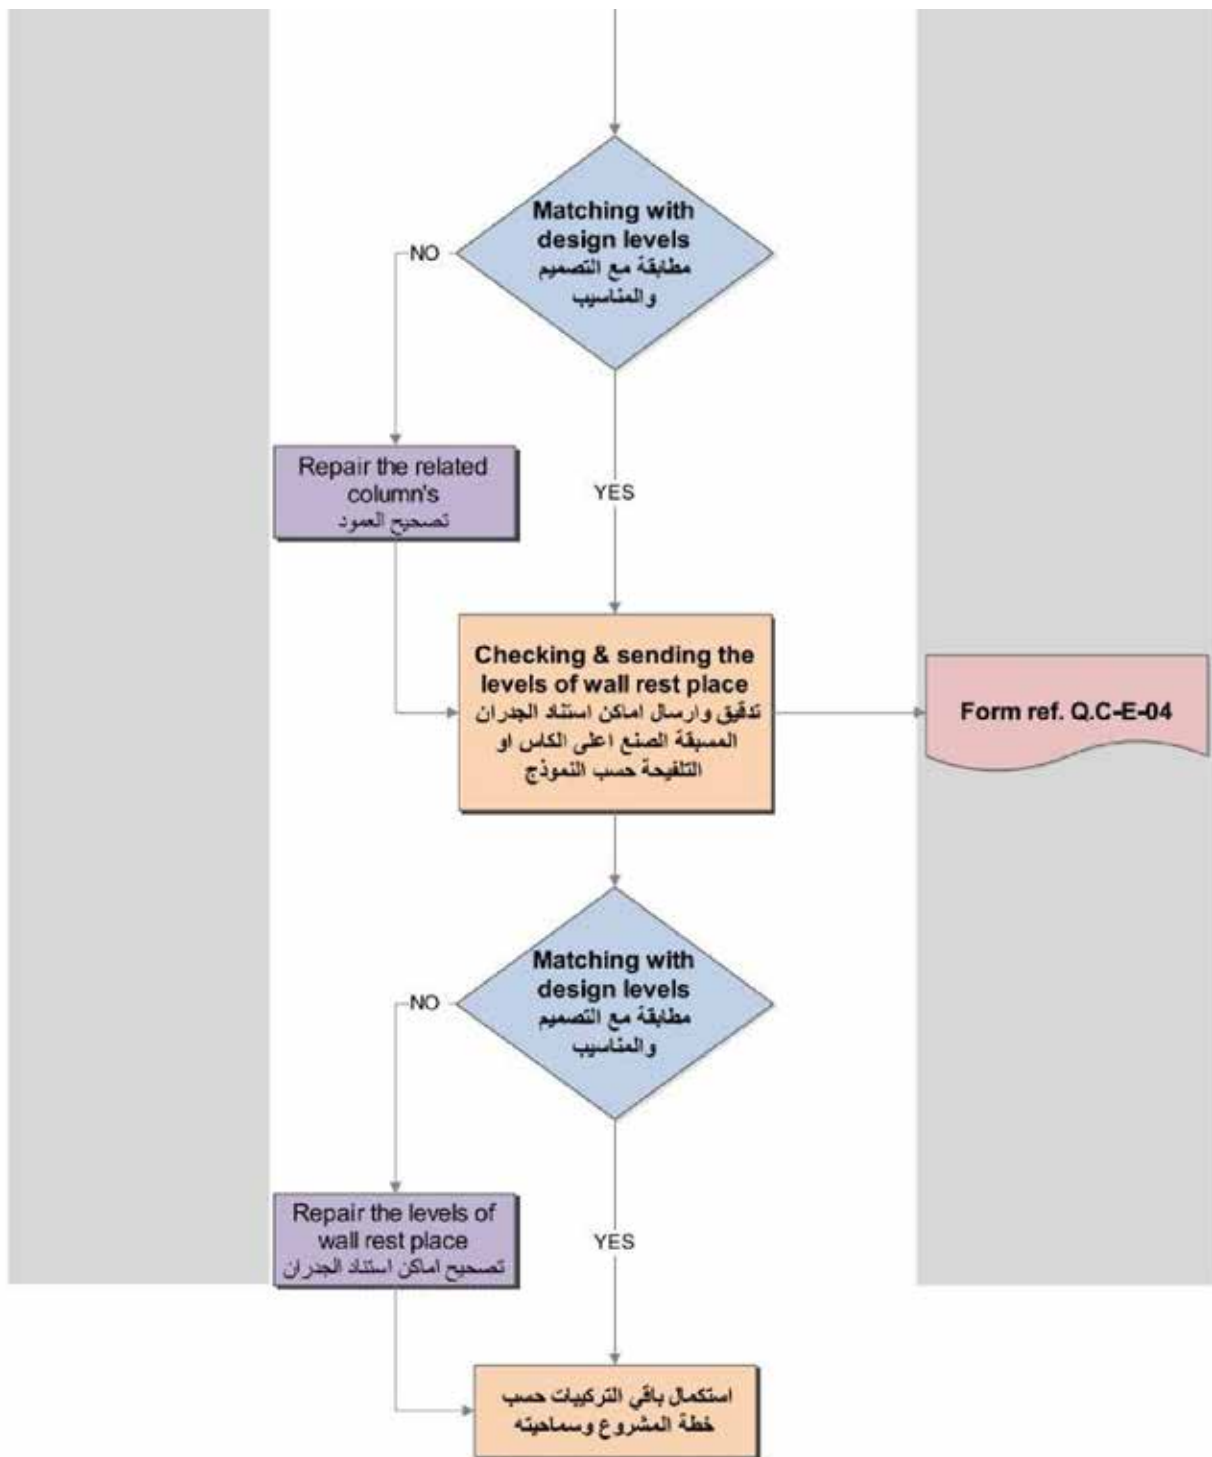 Matching with
design levels
مطابقة مع التصميم
والمناسيب
NO
Repair the related
column's
تصحيح العمود
YES
Checking & sending the
levels of wall rest place
تدقيق وارسال اماكن استناد الجدران
المسبقة الصنع اعلى الكاس او
التلفيحة حسب النموذج
Form ref. Q.C-E-04
Matching with
design levels
مطابقة مع التصميم
والمناسيب
NO
Repair the levels of
wall rest place
تصحيح اماكن استناد الجدران
YES
استكمال باقي التركيبات حسب
خطة المشروع وسماحيته